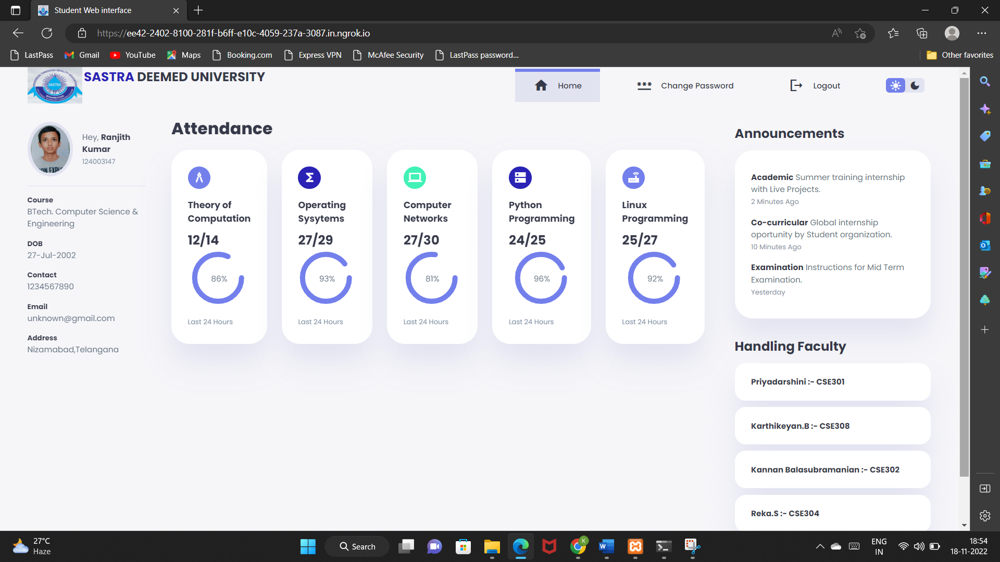 Student Web interface
https://ee42-2402-8100-281f-b6ff-e10c-4059-237a-3087.in.ngrok.io
LastPass
Gmail
YouTube
Maps
Booking.com
Express VPN
McAfee Security
LastPass password...
Other favorites
SASTRA DEEMED UNIVERSITY
Home
Change Password
Logout
Hey, Ranjith
Kumar
124003147
Course
BTech. Computer Science &
Engineering
DOB
27-Jul-2002
Contact
1234567890
Email
unknown@gmail.com
Address
Nizamabad,Telangana
Attendance
Theory of
Computation
12/14
86%
Last 24 Hours
Operating
Sysytems
27/29
93%
Last 24 Hours
Computer
Networks
27/30
81%
Last 24 Hours
Python
Programming
24/25
96%
Last 24 Hours
Linux
Programming
25/27
92%
Last 24 Hours
Announcements
Academic Summer training internship
with Live Projects.
2 Minutes Ago
Co-curricular Global internship
oportunity by Student organization.
10 Minutes Ago
Examination Instructions for Mid Term
Examination.
Yesterday
Handling Faculty
Priyadarshini :- CSE301
Karthikeyan.B :- CSE308
Kannan Balasubramanian :- CSE302
Reka.S :- CSE304
27°C
Haze
Search
ENG
IN
18:54
18-11-2022